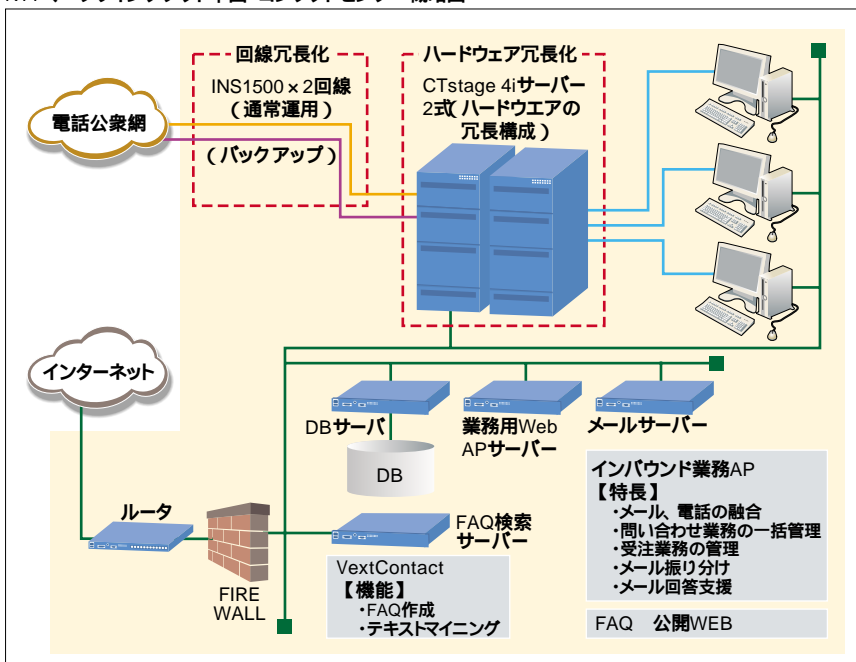 回線冗長化
INS1500×2回線
(通常運用)
(バックアップ)
ハードウェア冗長化
CTstage 4iサーバー
2式(ハードウエアの
冗長構成)
電話公衆網
インターネット
DBサーバ
DB
業務用Web
APサーバー
メールサーバー
ルータ
FIRE
WALL
FAQ検索
サーバー
VextContact
【機能】
・FAQ作成
・テキストマイニング
インバウンド業務AP
【特長】
・メール、電話の融合
・問い合わせ業務の一括管理
・受注業務の管理
・メール振り分け
・メール回答支援
FAQ 公開WEB